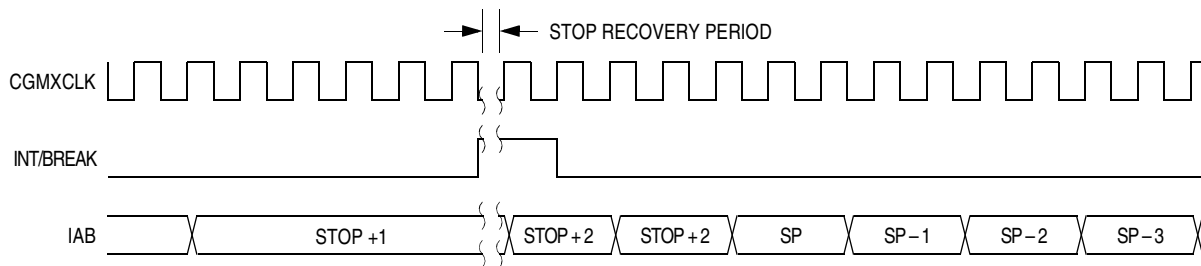 STOP RECOVERY PERIOD
CGMXCLK
INT/BREAK
IAB STOP +1 STOP + 2 STOP + 2 SP SP – 1 SP – 2 SP – 3